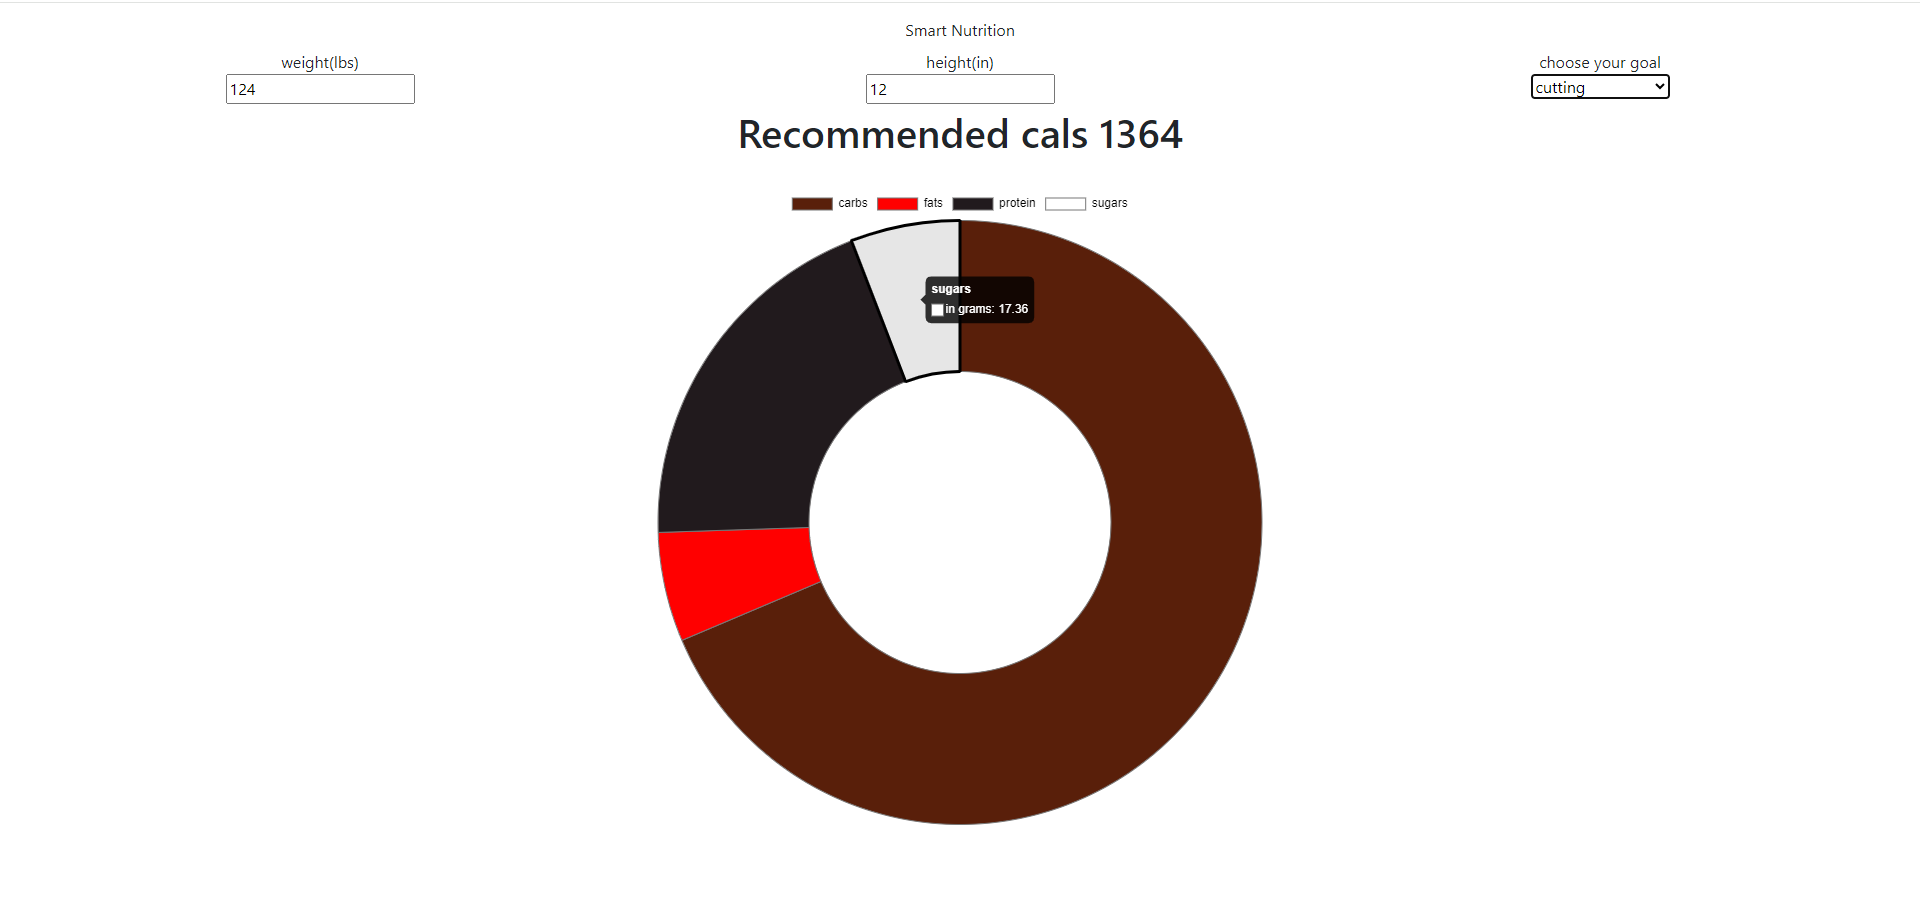 Smart Nutrition
weight(lbs)
124
height(in)
12
choose your goal
cutting
Recommended cals 1364
carbs fats protein sugars
sugars
in grams: 17.36